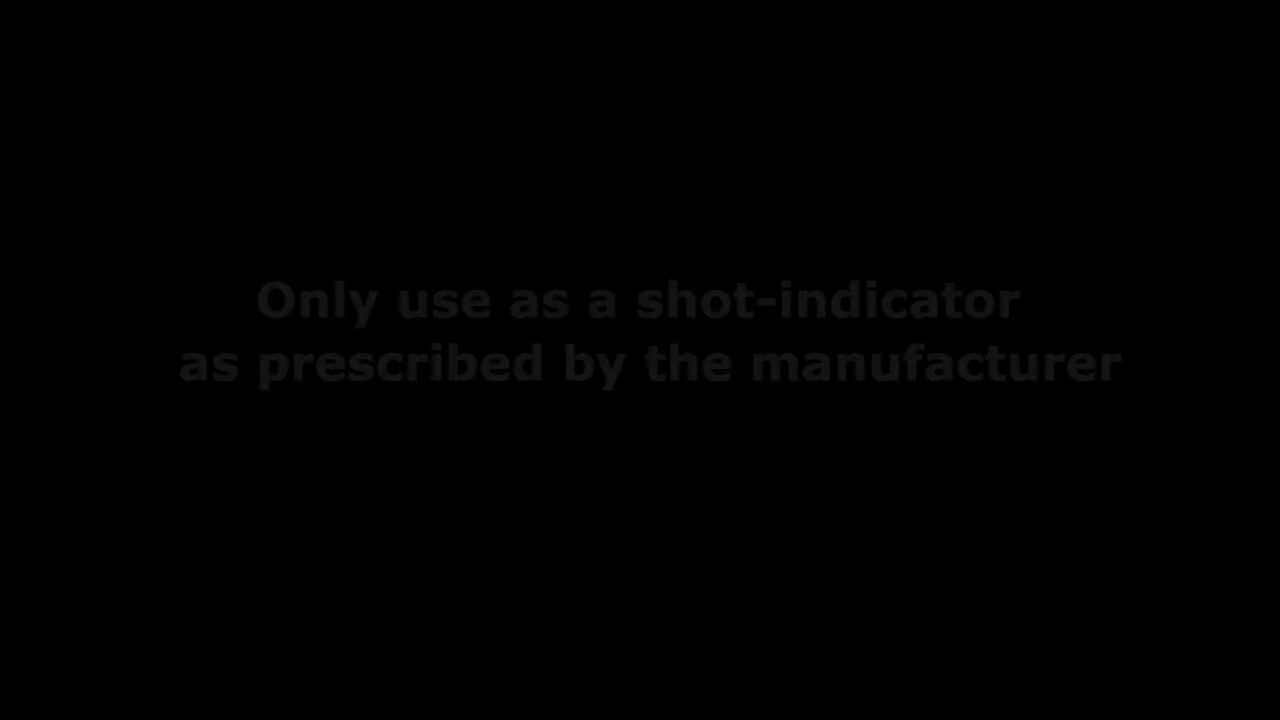 Only use as a shot-indicator
as prescribed by the manufacturer